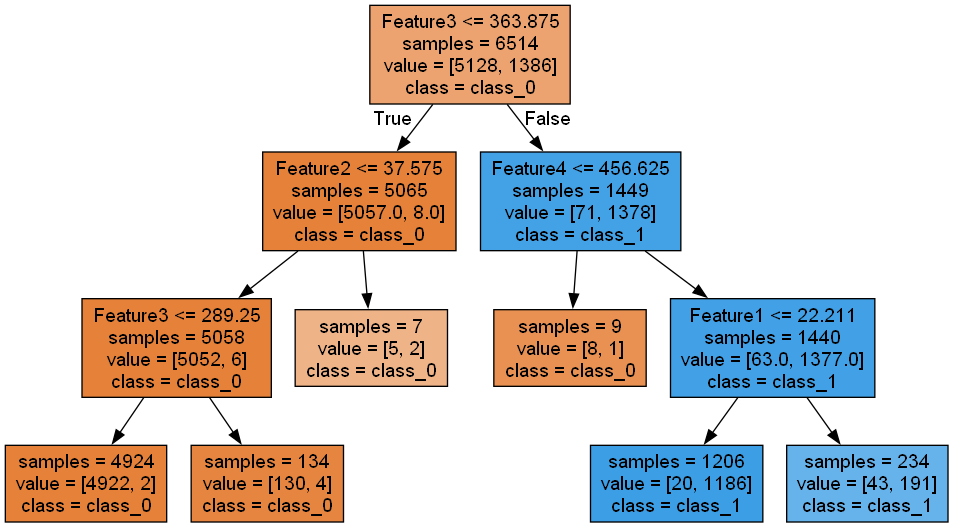 Feature3 <= 363.875
samples = 6514
value = [5128, 1386]
class = class_0
True
False
Feature2 <= 37.575
samples = 5065
value = [5057.0, 8.0]
class = class_0
Feature4 <= 456.625
samples = 1449
value = [71, 1378]
class = class_1
Feature3 <= 289.25
samples = 5058
value = [5052, 6]
class = class_0
samples = 7
value = [5, 2]
class = class_0
samples = 9
value = [8, 1]
class = class_0
Feature1 <= 22.211
samples = 1440
value = [63.0, 1377.0]
class = class_1
samples = 4924
value = [4922, 2]
class = class_0
samples = 134
value = [130, 4]
class = class_0
samples = 1206
value = [20, 1186]
class = class_1
samples = 234
value = [43, 191]
class = class_1